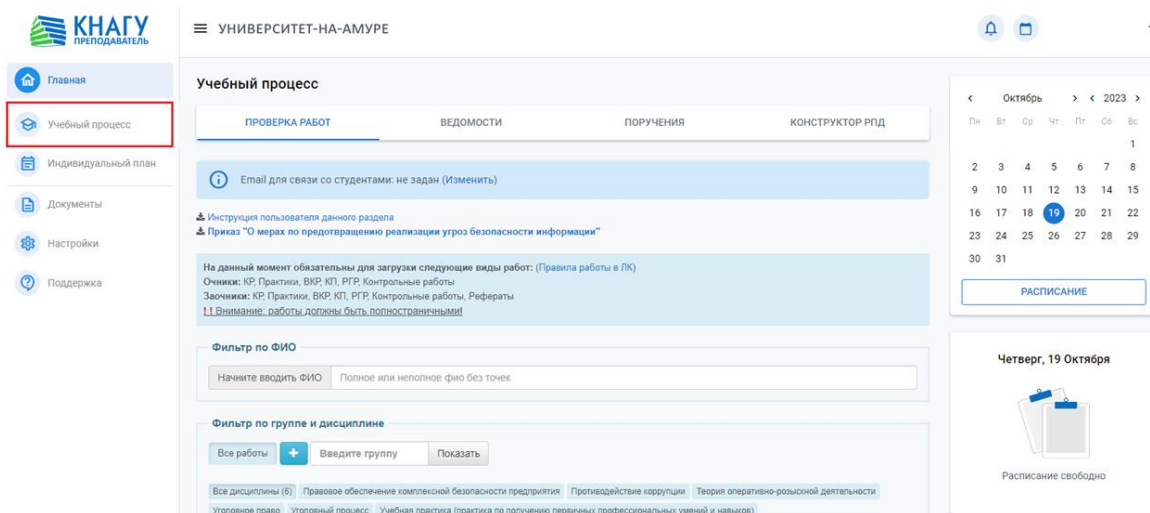 КНАГУ
ПРЕПОДАВАТЕЛЬ
УНИВЕРСИТЕТ-НА-АМУРЕ
Главная
Учебный процесс
Индивидуальный план
Документы
Настройки
Поддержка
Учебный процесс
ПРОВЕРКА РАБОТ ВЕДОМОСТИ ПОРУЧЕНИЯ КОНСТРУКТОР РПД
Email для связи со студентами: не задан (Изменить)
Инструкция пользователя данного раздела
Приказ "О мерах по предотвращению реализации угроз безопасности информации"
На данный момент обязательны для загрузки следующие виды работ: (Правила работы в ЛК)
Очники: КР, Практики, ВКР, КП, РГР, Контрольные работы
Заочники: КР, Практики, ВКР, КП, РГР, Контрольные работы, Рефераты
!! Внимание: работы должны быть полностраничными!
Фильтр по ФИО
Начните вводить ФИО Полное или неполное фио без точек
Фильтр по группе и дисциплине
Все работы + Введите группу Показать
Все дисциплины (6) Правовое обеспечение комплексной безопасности предприятия Противодействие коррупции Теория оперативно-розыскной деятельности
Уголовное право Уголовный процесс Учебная практика (практика по получению первичных профессиональных умений и навыков)
< Октябрь > < 2023 >
Пн Вт Ср Чт Пт Сб Вс
1
2 3 4 5 6 7 8
9 10 11 12 13 14 15
16 17 18 19 20 21 22
23 24 25 26 27 28 29
30 31
РАСПИСАНИЕ
Четверг, 19 Октября
Расписание свободно